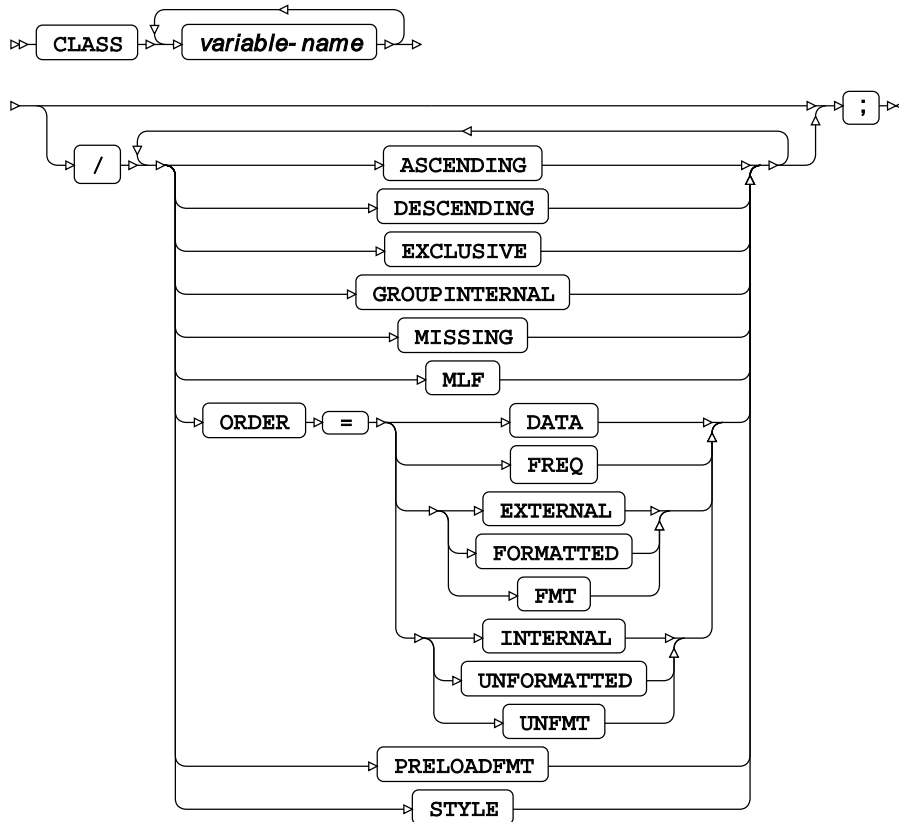 CLASS variable-name
;
/ ASCENDING
DESCENDING
EXCLUSIVE
GROUPINTERNAL
MISSING
MLF
ORDER = DATA
FREQ
EXTERNAL
FORMATTED
FMT
INTERNAL
UNFORMATTED
UNFMT
PRELOADFMT
STYLE